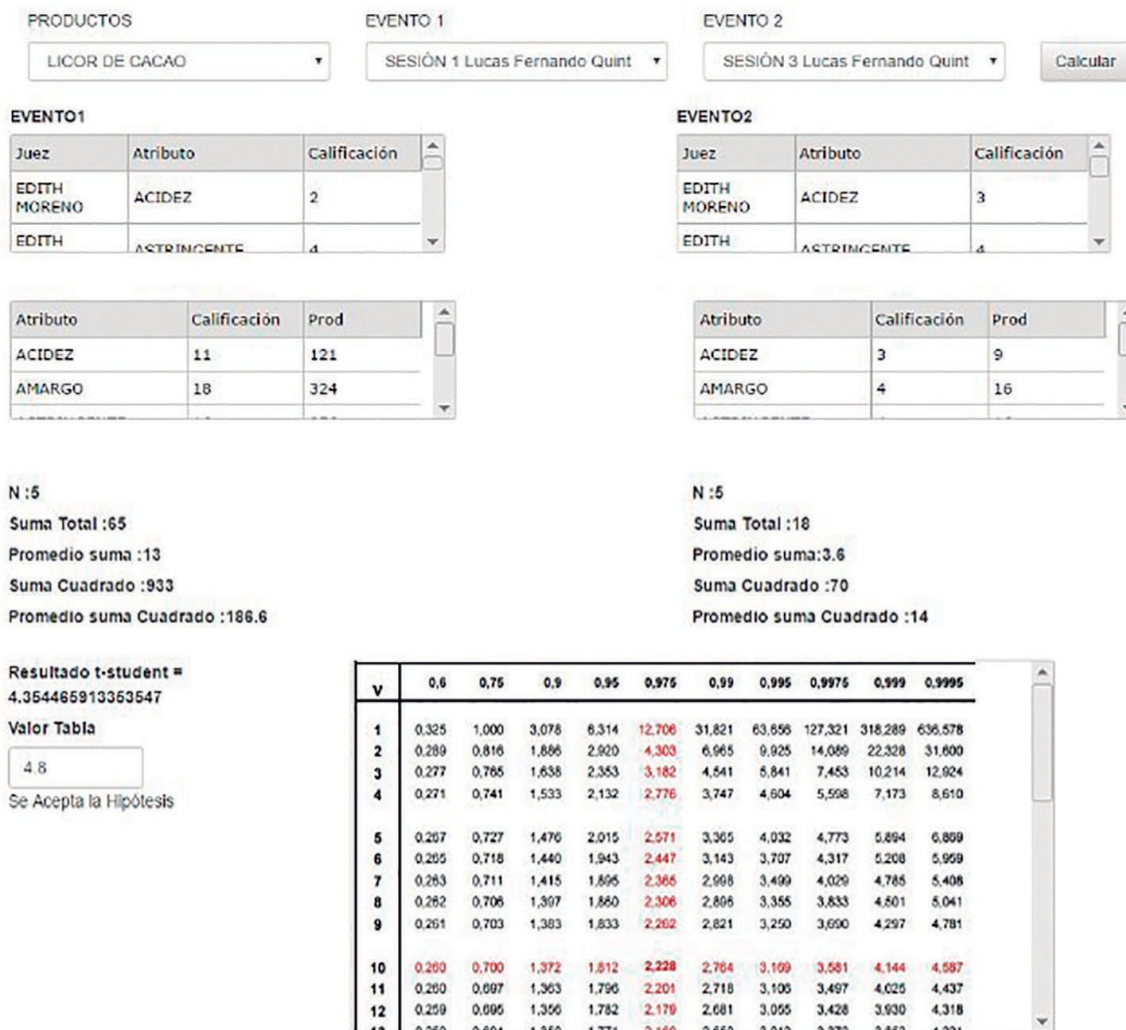 PRODUCTOS EVENTO 1 EVENTO 2
LICOR DE CACAO SESIÓN 1 Lucas Fernando Quint SESIÓN 3 Lucas Fernando Quint Calcular
EVENTO1 EVENTO2
Juez Atributo Calificación Juez Atributo Calificación
EDITH MORENO ACIDEZ 2 EDITH MORENO ACIDEZ 3
EDITH ASTRINGENTE 4 EDITH ASTRINGENTE 4
Atributo Calificación Prod Atributo Calificación Prod
ACIDEZ 11 121 ACIDEZ 3 9
AMARGO 18 324 AMARGO 4 16
N :5 N :5
Suma Total :65 Suma Total :18
Promedio suma :13 Promedio suma:3.6
Suma Cuadrado :933 Suma Cuadrado :70
Promedio suma Cuadrado :186.6 Promedio suma Cuadrado :14
Resultado t-student =
4.354465913353547
Valor Tabla
4.8
Se Acepta la Hipótesis
V 0,6 0,75 0,9 0,95 0,975 0,99 0,995 0,9975 0,999 0,9995
1 0,325 1,000 3,078 6,314 12,706 31,821 63,656 127,321 318,289 636,578
2 0,289 0,816 1,886 2,920 4,303 6,965 9,925 14,089 22,328 31,600
3 0,277 0,765 1,638 2,353 3,182 4,541 5,841 7,453 10,214 12,924
4 0,271 0,741 1,533 2,132 2,776 3,747 4,604 5,598 7,173 8,610
5 0,267 0,727 1,476 2,015 2,571 3,365 4,032 4,773 5,894 6,869
6 0,265 0,718 1,440 1,943 2,447 3,143 3,707 4,317 5,208 5,959
7 0,263 0,711 1,415 1,895 2,365 2,998 3,499 4,029 4,785 5,408
8 0,262 0,706 1,397 1,860 2,306 2,896 3,355 3,833 4,501 5,041
9 0,261 0,703 1,383 1,833 2,262 2,821 3,250 3,690 4,297 4,781
10 0,260 0,700 1,372 1,812 2,228 2,764 3,169 3,581 4,144 4,587
11 0,260 0,697 1,363 1,796 2,201 2,718 3,106 3,497 4,025 4,437
12 0,259 0,695 1,356 1,782 2,179 2,681 3,055 3,428 3,930 4,318